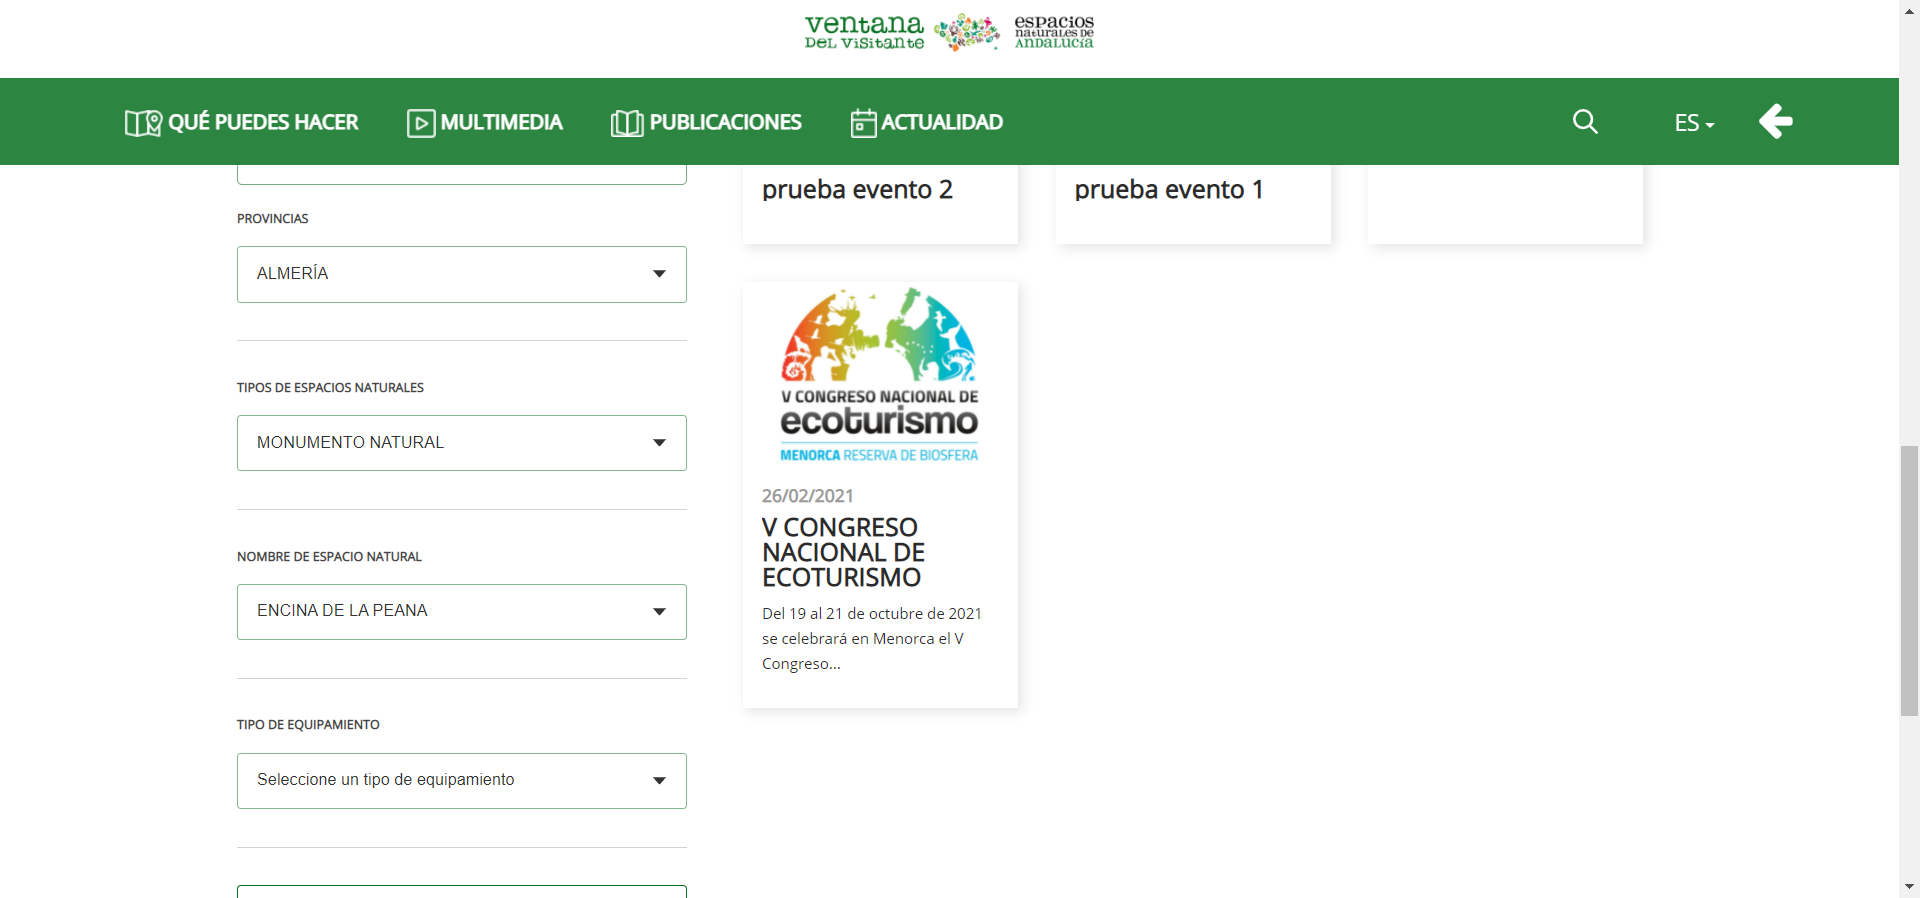 ventana
DEL VISITANTE
espacios
naturales de
ANDALUCÍA
QUÉ PUEDES HACER
MULTIMEDIA
PUBLICACIONES
ACTUALIDAD
ES
PROVINCIAS
ALMERÍA
TIPOS DE ESPACIOS NATURALES
MONUMENTO NATURAL
NOMBRE DE ESPACIO NATURAL
ENCINA DE LA PEANA
TIPO DE EQUIPAMIENTO
Seleccione un tipo de equipamiento
prueba evento 2
prueba evento 1
V CONGRESO NACIONAL DE
ecoturismo
MENORCA RESERVA DE BIOSFERA
26/02/2021
V CONGRESO
NACIONAL DE
ECOTURISMO
Del 19 al 21 de octubre de 2021
se celebrará en Menorca el V
Congreso...